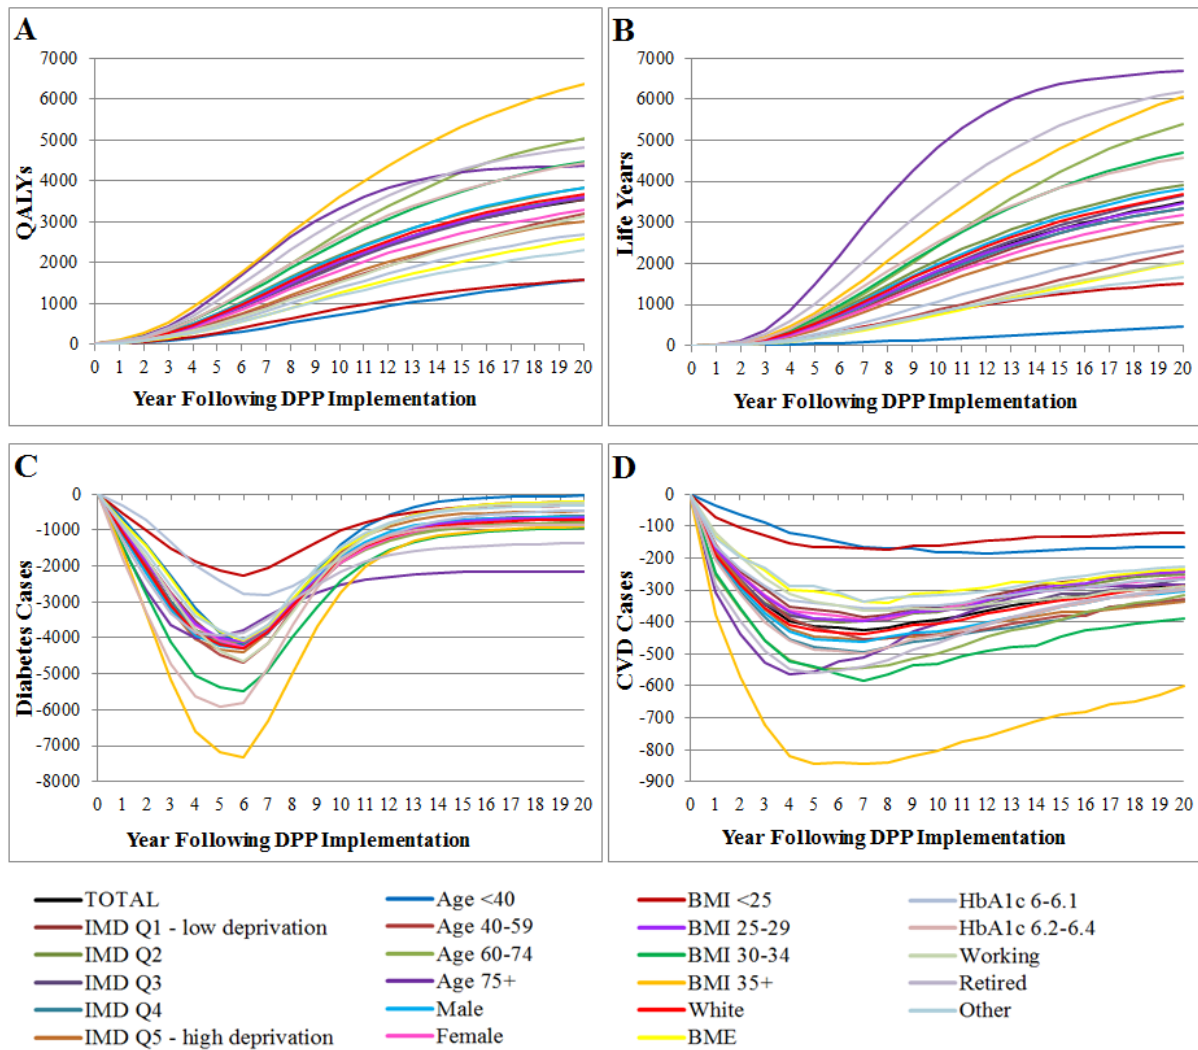 A
7000
6000
5000
4000
3000
2000
1000
0
QALYs
0 1 2 3 4 5 6 7 8 9 10 11 12 13 14 15 16 17 18 19 20
Year Following DPP Implementation
B
7000
6000
5000
4000
3000
2000
1000
0
Life Years
0 1 2 3 4 5 6 7 8 9 10 11 12 13 14 15 16 17 18 19 20
Year Following DPP Implementation
C
0
-1000
-2000
-3000
-4000
-5000
-6000
-7000
-8000
Diabetes Cases
0 1 2 3 4 5 6 7 8 9 10 11 12 13 14 15 16 17 18 19 20
Year Following DPP Implementation
D
0
-100
-200
-300
-400
-500
-600
-700
-800
-900
CVD Cases
0 1 2 3 4 5 6 7 8 9 10 11 12 13 14 15 16 17 18 19 20
Year Following DPP Implementation
TOTAL
IMD Q1 - low deprivation
IMD Q2
IMD Q3
IMD Q4
IMD Q5 - high deprivation
Age <40
Age 40-59
Age 60-74
Age 75+
Male
Female
BMI <25
BMI 25-29
BMI 30-34
BMI 35+
White
BME
HbA1c 6-6.1
HbA1c 6.2-6.4
Working
Retired
Other